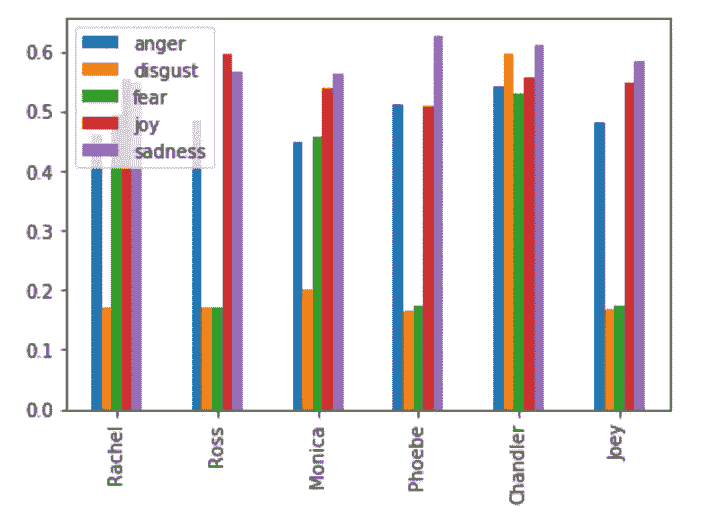 0.6
0.5
0.4
0.3
0.2
0.1
0.0
anger
disgust
fear
joy
sadness
Rachel
Ross
Monica
Phoebe
Chandler
Joey